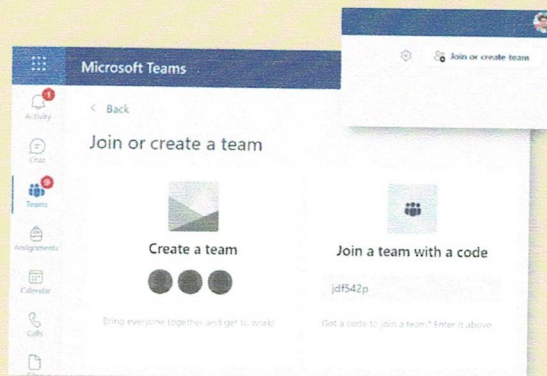 Join or create team
Microsoft Teams
1
Activity
Chat
Teams
Assignments
Calendar
Calls
< Back
Join or create a team
Create a team
Bring everyone together and get to work!
Join a team with a code
jdf542p
Got a code to join a team? Enter it above.